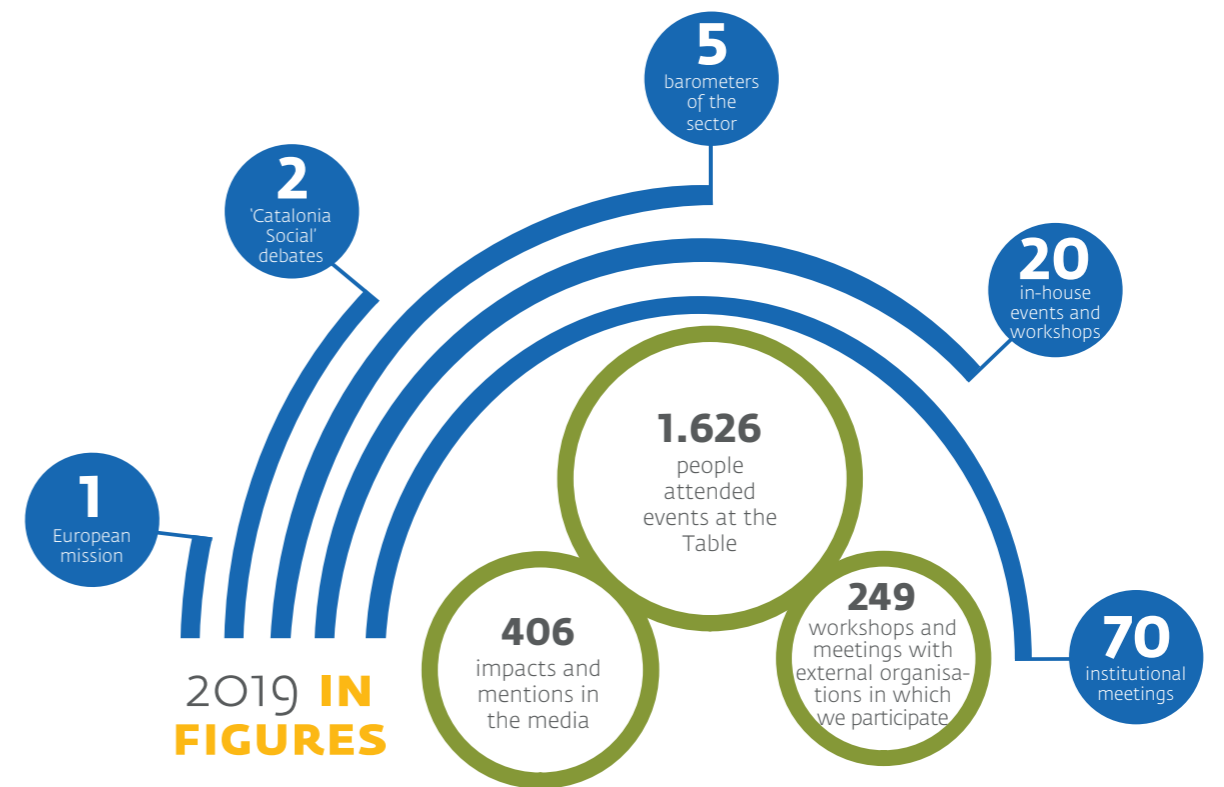 5
barometers
of the
sector
2
'Catalonia
Social'
debates
20
in-house
events and
workshops
1
European
mission
1.626
people
attended
events at the
Table
406
impacts and
mentions in
the media
249
workshops and
meetings with
external organisa-
tions in which
we participate
70
institutional
meetings
2019 IN
FIGURES